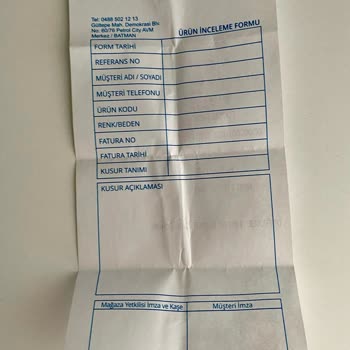 Tel: 0488 502 12 13
Gültepe Mah. Demokrasi Blv.
No: 60/76 Petrol City AVM
Merkez / BATMAN
ÜRÜN İNCELEME FORMU
FORM TARİHİ
REFERANS NO
MÜŞTERİ ADI / SOYADI
MÜŞTERİ TELEFONU
ÜRÜN KODU
RENK/BEDEN
FATURA NO
FATURA TARİHİ
KUSUR TANIMI
KUSUR AÇIKLAMASI
Mağaza Yetkilisi İmza ve Kaşe
Müşteri İmza